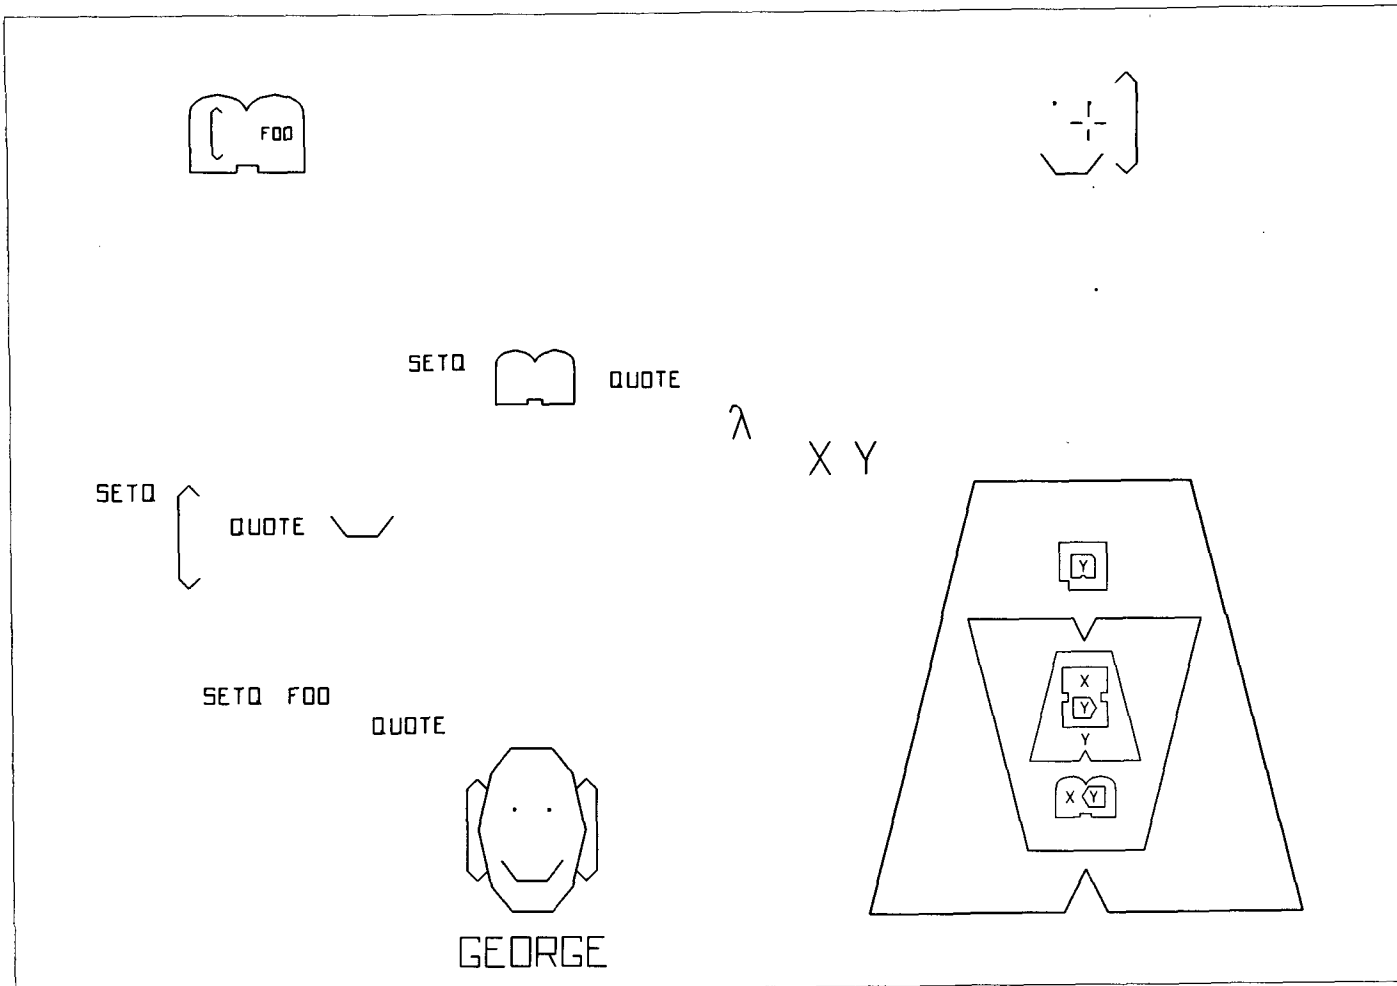 FOO
SETQ QUOTE
λ
X Y
SETQ QUOTE
Y
X
Y
Y
SETQ FOO
QUOTE
X Y
GEORGE